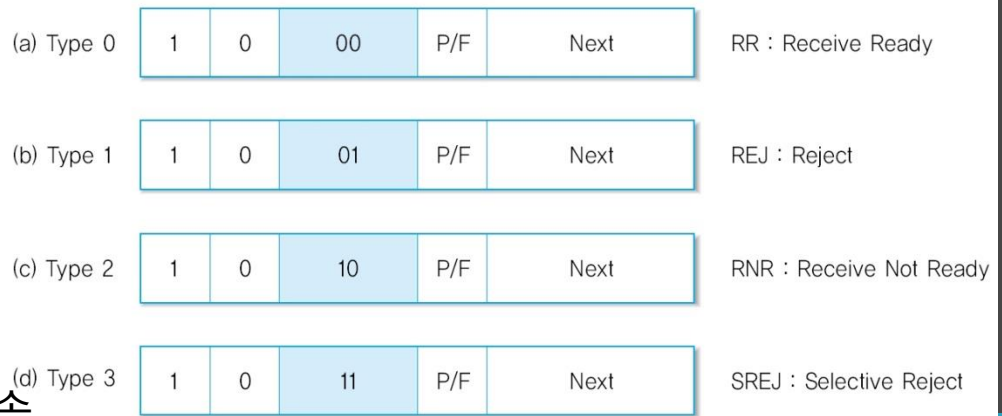 (a) Type 0 1 0 00 P/F Next RR : Receive Ready
(b) Type 1 1 0 01 P/F Next REJ : Reject
(c) Type 2 1 0 10 P/F Next RNR : Receive Not Ready
(d) Type 3 1 0 11 P/F Next SREJ : Selective Reject
소